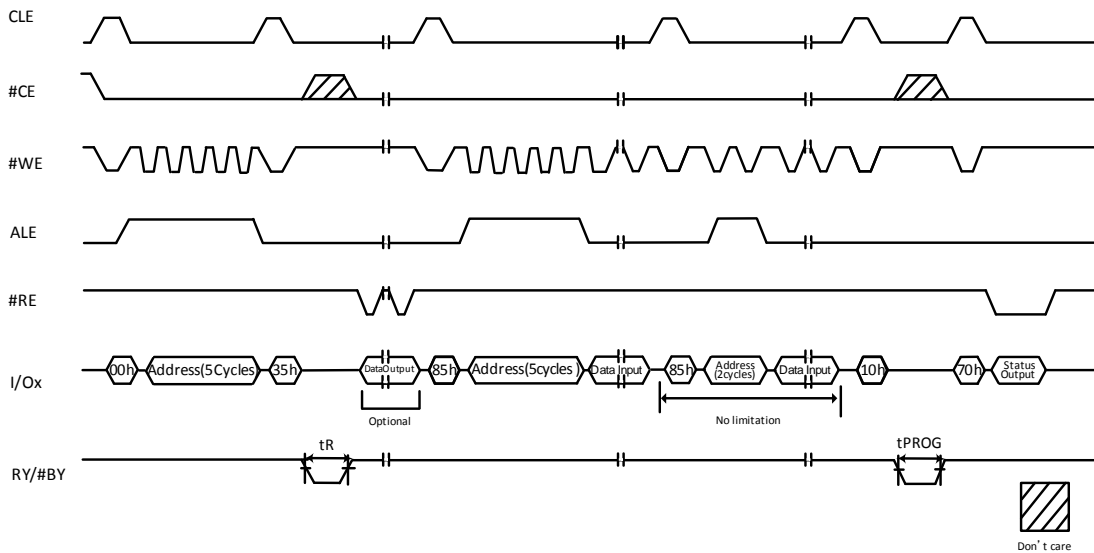 CLE
#CE
#WE
ALE
#RE
I/Ox
00h Address(5Cycles) 35h DataOutput 85h Address(5cycles ) Data Input 85h Address (2cycles) Data Input 10h 70h Status Output
Optional
No limitation
RY/#BY
tR
tPROG
Don't care